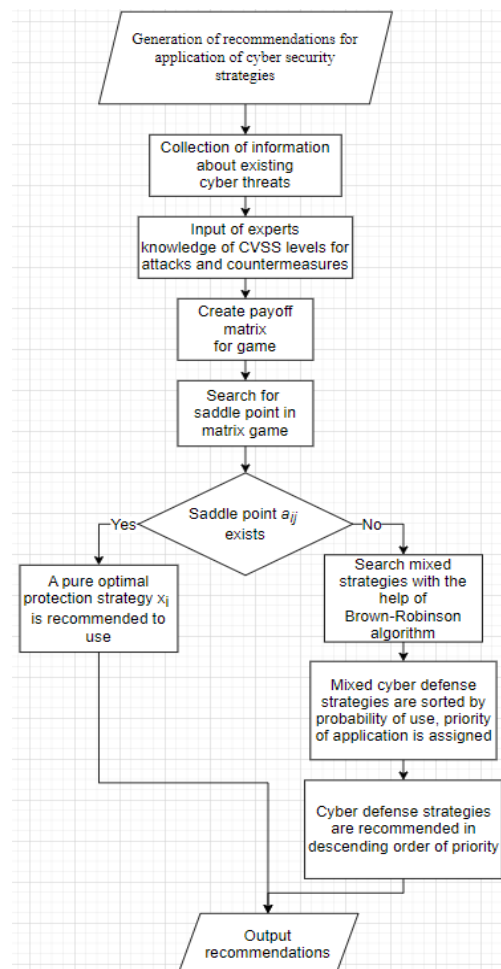 Generation of recommendations for
application of cyber security
strategies
Collection of information
about existing
cyber threats
Input of experts
knowledge of CVSS levels for
attacks and countermeasures
Create payoff
matrix
for game
Search for
saddle point in
matrix game
Saddle point aij
exists
Yes
No
A pure optimal
protection strategy xi
is recommended to
use
Search mixed
strategies with the
help of
Brown-Robinson
algorithm
Mixed cyber defense
strategies are sorted by
probability of use, priority
of application is assigned
Cyber defense strategies
are recommended in
descending order of priority
Output
recommendations